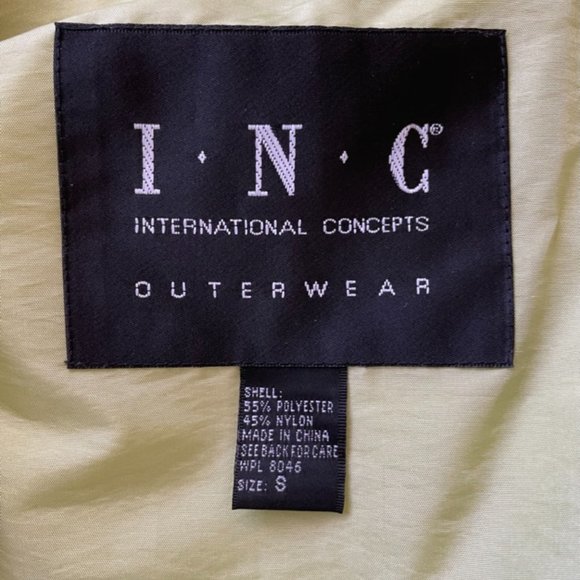 I · N · C®
INTERNATIONAL CONCEPTS
OUTERWEAR
SHELL:
55% POLYESTER
45% NYLON
MADE IN CHINA
SEE BACK FOR CARE
WPL 8046
SIZE: S